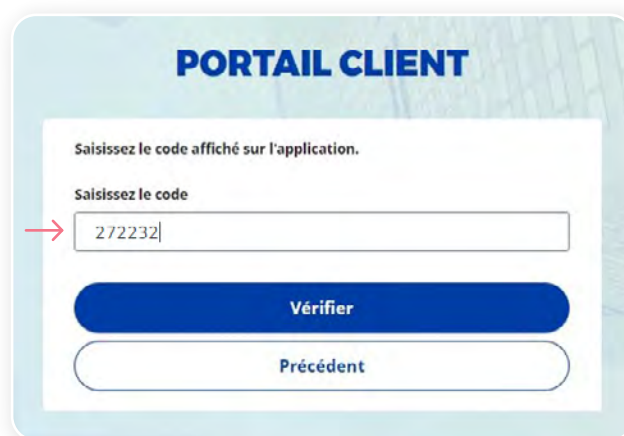 PORTAIL CLIENT
Saisissez le code affiché sur l'application.
Saisissez le code
272232
Vérifier
Précédent